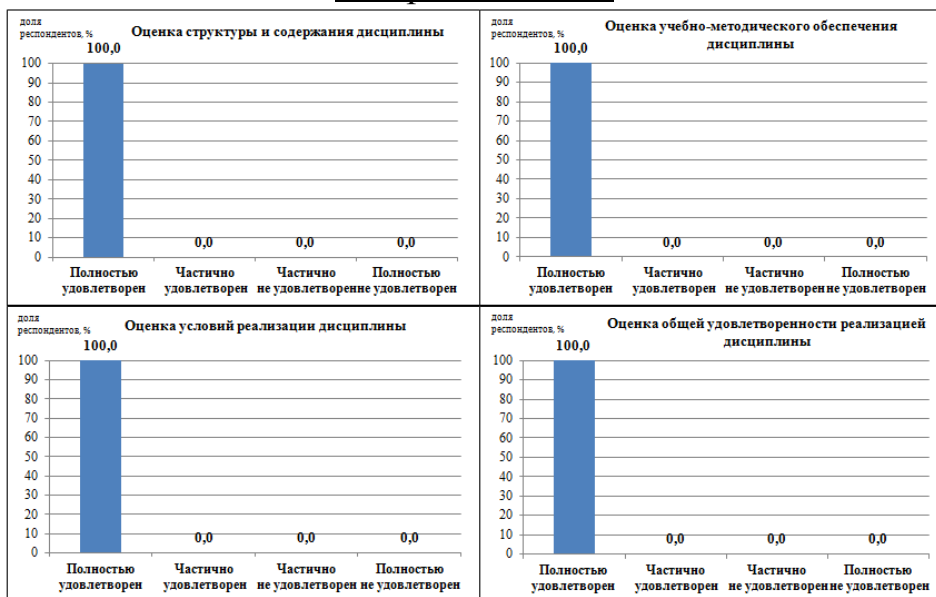 доля
респондентов, %
Оценка структуры и содержания дисциплины
100,0
100
90
80
70
60
50
40
30
20
10
0
0,0
0,0
0,0
Полностью удовлетворен
Частично удовлетворен
Частично не удовлетворен
Полностью не удовлетворен
доля
респондентов, %
Оценка учебно-методического обеспечения
дисциплины
100,0
100
90
80
70
60
50
40
30
20
10
0
0,0
0,0
0,0
Полностью удовлетворен
Частично удовлетворен
Частично не удовлетворен
Полностью не удовлетворен
доля
респондентов, %
Оценка условий реализации дисциплины
100,0
100
90
80
70
60
50
40
30
20
10
0
0,0
0,0
0,0
Полностью удовлетворен
Частично удовлетворен
Частично не удовлетворен
Полностью не удовлетворен
доля
респондентов, %
Оценка общей удовлетворенности реализацией
дисциплины
100,0
100
90
80
70
60
50
40
30
20
10
0
0,0
0,0
0,0
Полностью удовлетворен
Частично удовлетворен
Частично не удовлетворен
Полностью не удовлетворен